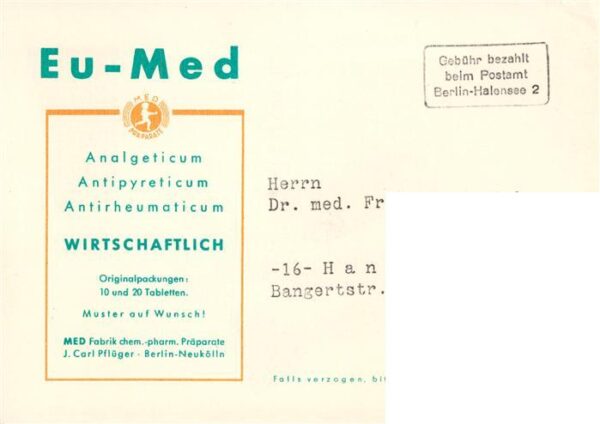 Eu-Med
Gebühr bezahlt
beim Postamt
Berlin-Halensee 2
MED
PRÄPARATE
Analgeticum
Antipyreticum
Antirheumaticum
WIRTSCHAFTLICH
Originalpackungen:
10 und 20 Tabletten.
Muster auf Wunsch!
MED Fabrik chem.-pharm. Präparate
J. Carl Pflüger · Berlin-Neukölln
Herrn
Dr. med. Fr
-16- Han
Bangertstr.
Falls verzogen, bit